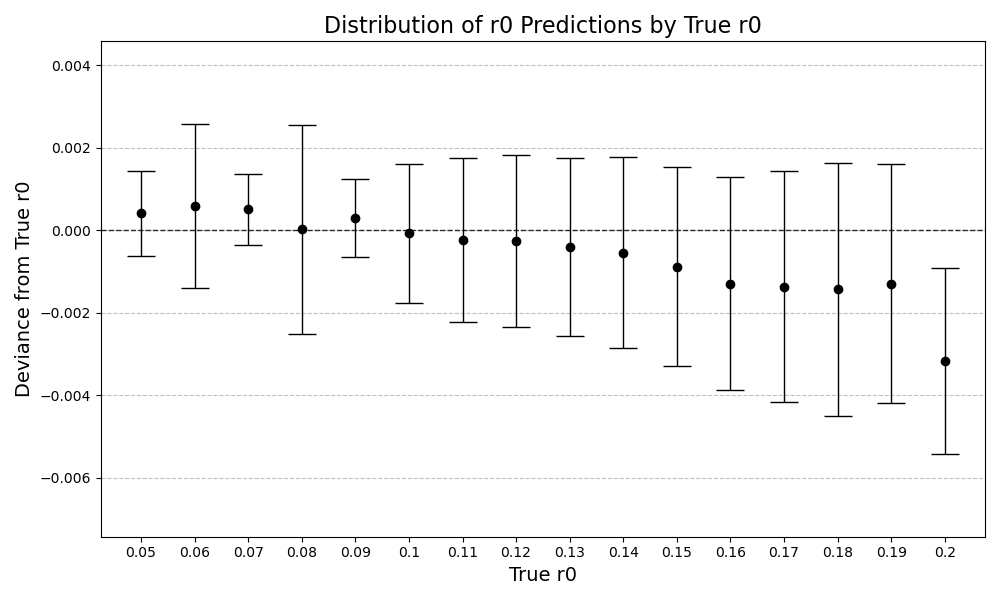 Distribution of r0 Predictions by True r0
Deviance from True r0
0.004
0.002
0.000
−0.002
−0.004
−0.006
0.05 0.06 0.07 0.08 0.09 0.1 0.11 0.12 0.13 0.14 0.15 0.16 0.17 0.18 0.19 0.2
True r0